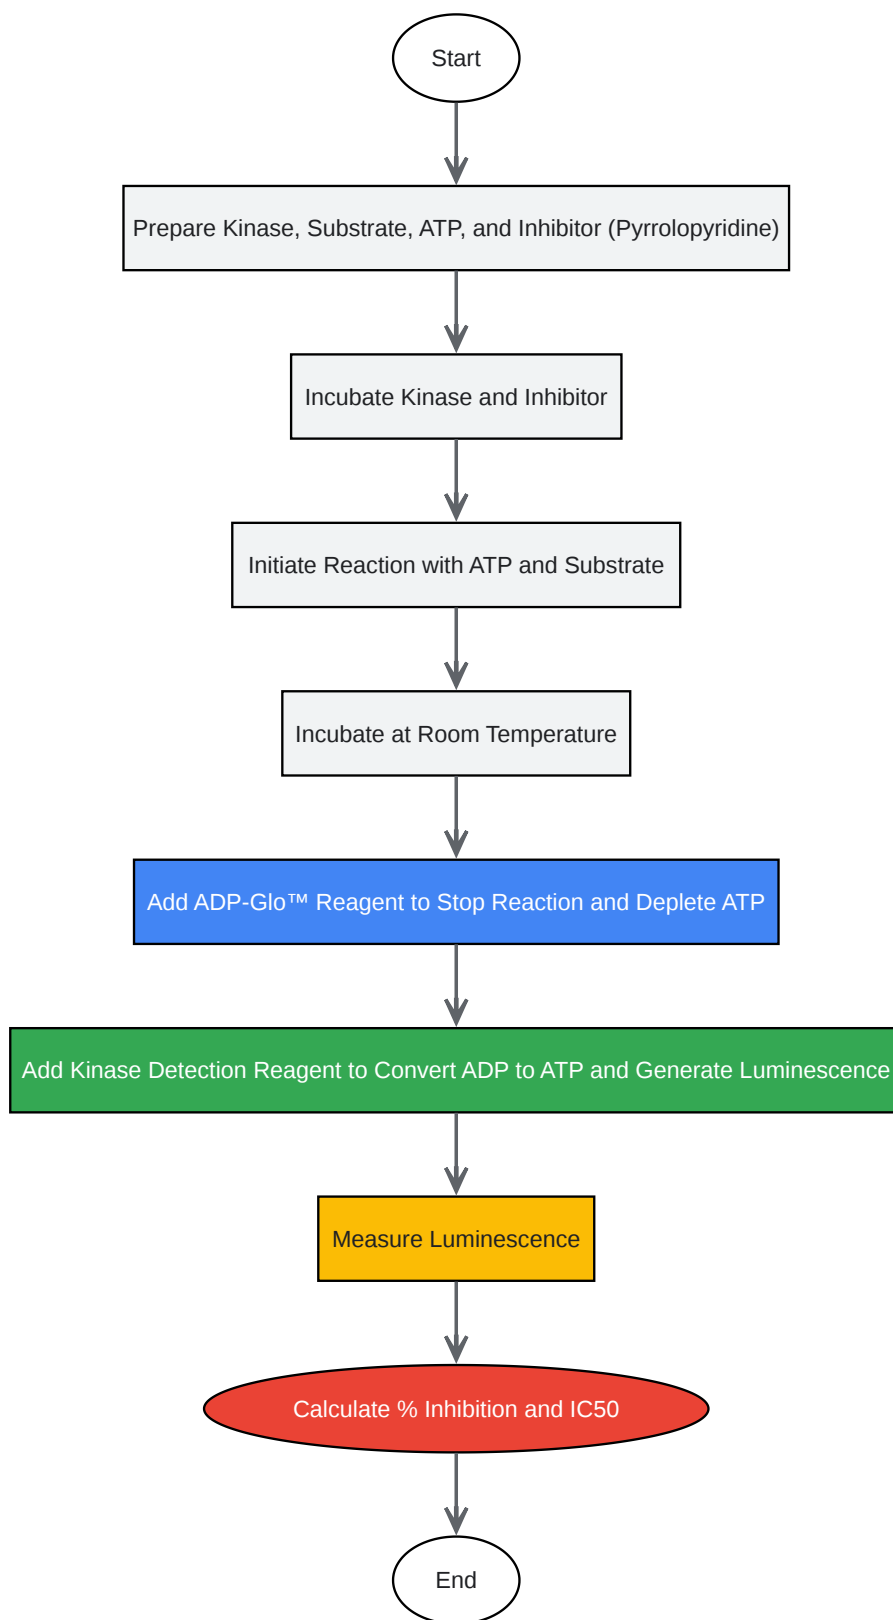 Start
Prepare Kinase, Substrate, ATP, and Inhibitor (Pyrrolopyridine)
Incubate Kinase and Inhibitor
Initiate Reaction with ATP and Substrate
Incubate at Room Temperature
Add ADP-Glo™ Reagent to Stop Reaction and Deplete ATP
Add Kinase Detection Reagent to Convert ADP to ATP and Generate Luminescence
Measure Luminescence
Calculate % Inhibition and IC50
End